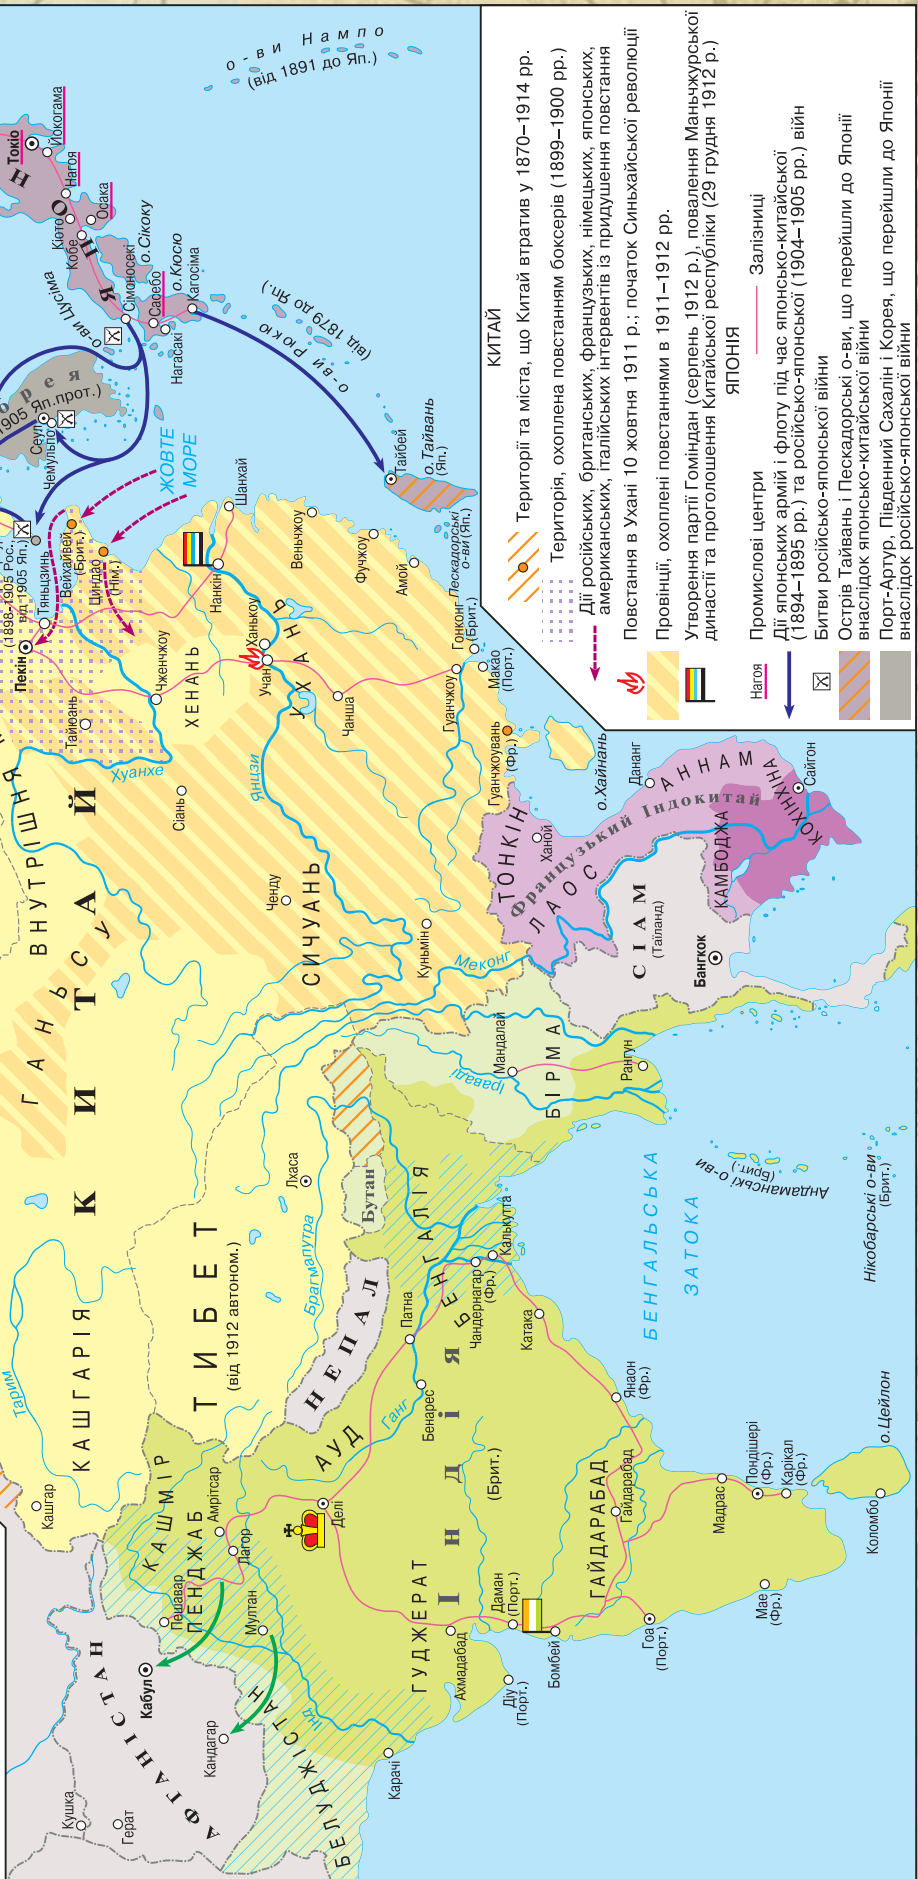 о-ви Нампо
(від 1891 до Яп.)
Токіо
Йокогама
Нагоя
Кіото
Осака
Кобе
о.Сікоку
о-ви Цусіма
Сімоносекі
Сасебо
о.Кюсю
Кагосіма
Нагасакі
о-ви Рюкю
(від 1879 до Яп.)
1905 Яп.прот.)
Сеул
Чемульпо
ЖОВТЕ
МОРЕ
Тайбей
о.Тайвань
(Яп.)
Пескадорські
о-ви (Яп.)
(1898-1905 Рос.,
від 1905 Яп.)
Пекін
Тяньцзинь
Вейхайвей
(Брит.)
Циндао
(Нім.)
Шанхай
Нанкін
Веньчжоу
Фучжоу
Амой
Гонконг
(Брит.)
Макао
(Порт.)
Тайюань
Чженчжоу
ХЕНАНЬ
Ханькоу
Учан
УХАНЬ
Чанша
Гуанчжоу
Гуанчжоувань
(Фр.)
о.Хайнань
Хуанхе
Янцзи
Сіань
Ченду
СИЧУАНЬ
Куньмін
ВНУТРІШНЯ
ГАНЬСУ
КИТАЙ
Меконг
ТОНКІН
Ханой
Французький Індокитай
ЛАОС
Дананг
АННАМ
КАМБОДЖА
КОХІНХІНА
Сайгон
СІАМ
(Таїланд)
Бангкок
Мандалай
Іраваді
БІРМА
Рангун
Тарим
КАШГАРІЯ
Кашгар
ТИБЕТ
(від 1912 автоном.)
Лхаса
Брагмапутра
Бутан
НЕПАЛ
БЕНГАЛІЯ
Калькутта
Чандернагар
(Фр.)
Патна
Бенарес
Ганг
АУД
Катака
БЕНГАЛЬСЬКА
ЗАТОКА
Андаманські о-ви
(Брит.)
Нікобарські о-ви
(Брит.)
КАШМІР
ПЕНДЖАБ
Амрітсар
Лагор
Пешавар
Мултан
Делі
Індія
(Брит.)
ГУДЖЕРАТ
Ахмадабад
Даман
(Порт.)
Діу
(Порт.)
Бомбей
ГАЙДАРАБАД
Гайдарабад
Янаон
(Фр.)
Гоа
(Порт.)
Мадрас
Пондішері
(Фр.)
Карікал
(Фр.)
Мае
(Фр.)
о.Цейлон
Коломбо
АФГАНІСТАН
Кабул
Кандагар
Кушка
Герат
БЕЛУДЖІСТАН
Інд
Карачі
КИТАЙ
Території та міста, що Китай втратив у 1870–1914 рр.
Територія, охоплена повстанням боксерів (1899–1900 рр.)
Дії російських, британських, французьких, німецьких, японських,
американських, італійських інтервентів із придушення повстання
Повстання в Ухані 10 жовтня 1911 р.; початок Синьхайської революції
Провінції, охоплені повстаннями в 1911–1912 рр.
Утворення партії Гоміндан (серпень 1912 р.), повалення Маньчжурської
династії та проголошення Китайської республіки (29 грудня 1912 р.)
ЯПОНІЯ
Нагоя
Промислові центри
Залізниці
Дії японських армій і флоту під час японсько-китайської
(1894–1895 рр.) та російсько-японської (1904–1905 рр.) війн
Битви російсько-японської війни
Острів Тайвань і Пескадорські о-ви, що перейшли до Японії
внаслідок японсько-китайської війни
Порт-Артур, Південний Сахалін і Корея, що перейшли до Японії
внаслідок російсько-японської війни